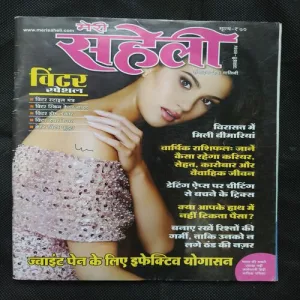 www.merisaheli.com
मेरी
मूल्य-₹ 50
सहेली
विंटर
स्पेशल
विरासत में
मिली बीमारियां
वार्षिक राशिफल: जानें
कैसा रहेगा करियर,
सेहत, कारोबार और
वैवाहिक जीवन
डेटिंग ऐप्स पर चीटिंग
से बचने के ट्रिक्स
क्या आपके हाथ में
नहीं टिकता पैसा?
बनाए रखें रिश्तों की
गर्मी, ताकि उनको न
लगे ठंड की नज़र
ज्वाइंट पेन के लिए इफेक्टिव योगासन